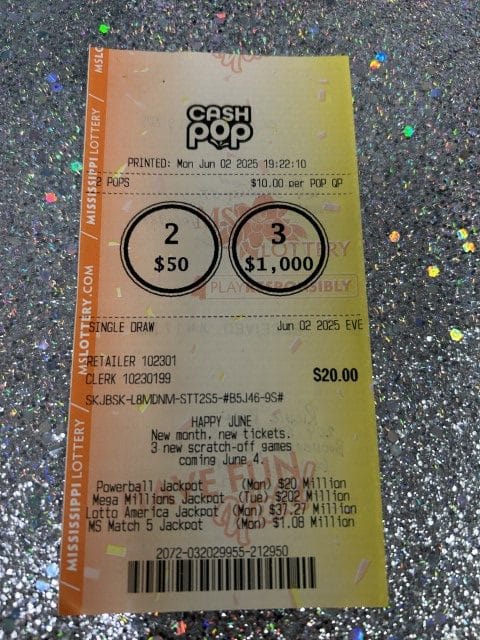 CASH
POP
PRINTED: Mon Jun 02 2025 19:22:10
2 POPS $10.00 per POP QP
2 3
$50 $1,000
LOTTERY
PLAY RESPONSIBLY
SINGLE DRAW Jun 02 2025 EVE
RETAILER 102301
CLERK 10230199 $20.00
SKJBSK-L8MDNM-STT2S5-#B5J46-9S#
HAPPY JUNE
New month, new tickets.
3 new scratch-off games
coming June 4.
Powerball Jackpot (Mon) $20 Million
Mega Millions Jackpot (Tue) $202 Million
Lotto America Jackpot (Mon) $37.27 Million
MS Match 5 Jackpot (Mon) $1.08 Million
2072-032029955-212950
MISSISSIPPI LOTTERY / MSLOTTERY.COM / MISSISSIPPI LOTTERY / MSLO